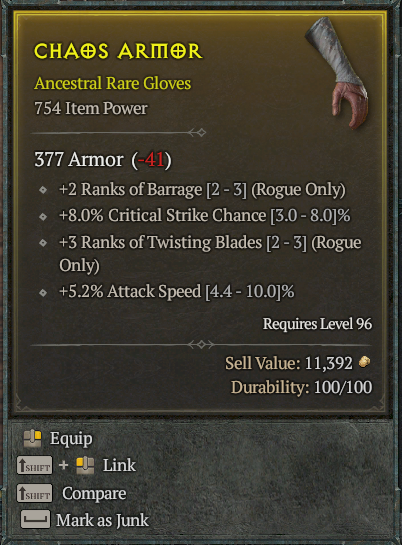 CHAOS ARMOR
Ancestral Rare Gloves
754 Item Power
377 Armor (-41)
+2 Ranks of Barrage [2 - 3] (Rogue Only)
+8.0% Critical Strike Chance [3.0 - 8.0]%
+3 Ranks of Twisting Blades [2 - 3] (Rogue
Only)
+5.2% Attack Speed [4.4 - 10.0]%
Requires Level 96
Sell Value: 11,392
Durability: 100/100
Equip
SHIFT + Link
SHIFT Compare
Mark as Junk